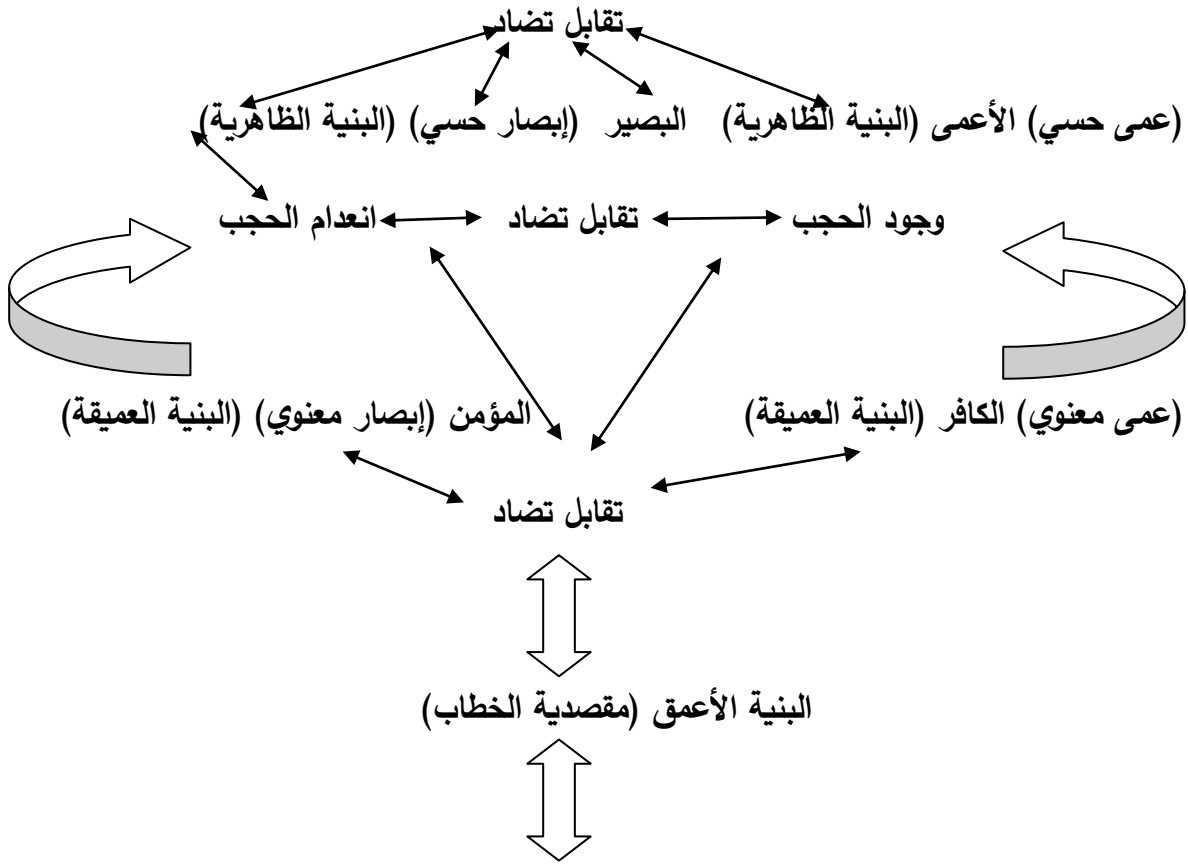 تقابل تضاد
(عمى حسي) الأعمى (البنية الظاهرية) البصير (إبصار حسي) (البنية الظاهرية)
وجود الحجب تقابل تضاد انعدام الحجب
(عمى معنوي) الكافر (البنية العميقة) المؤمن (إبصار معنوي) (البنية العميقة)
تقابل تضاد
البنية الأعمق (مقصدية الخطاب)